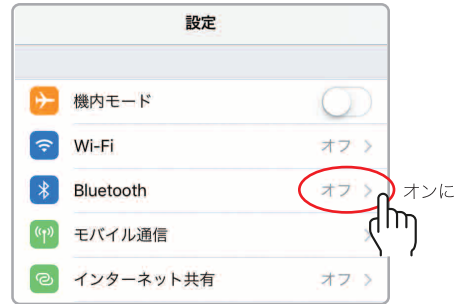 設定
機内モード
Wi-Fi オフ
Bluetooth オフ オンに
モバイル通信
インターネット共有 オフ